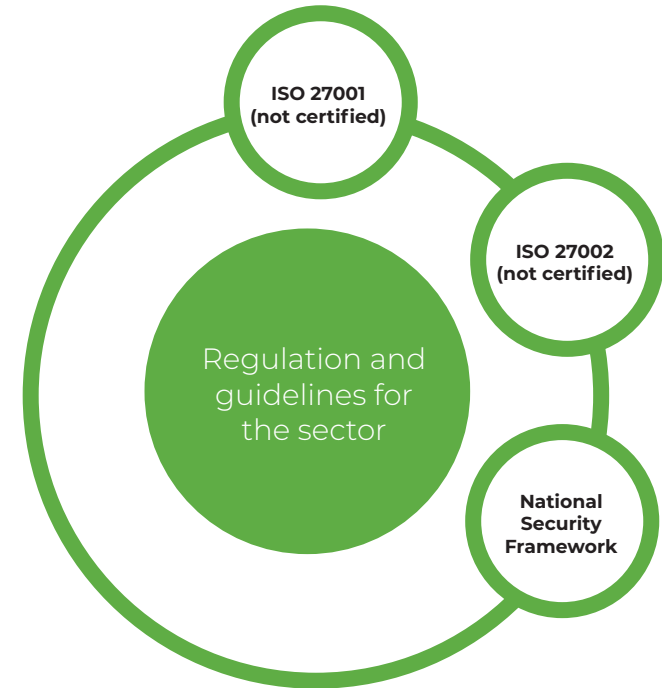 ISO 27001
(not certified)
ISO 27002
(not certified)
Regulation and
guidelines for
the sector
National
Security
Framework